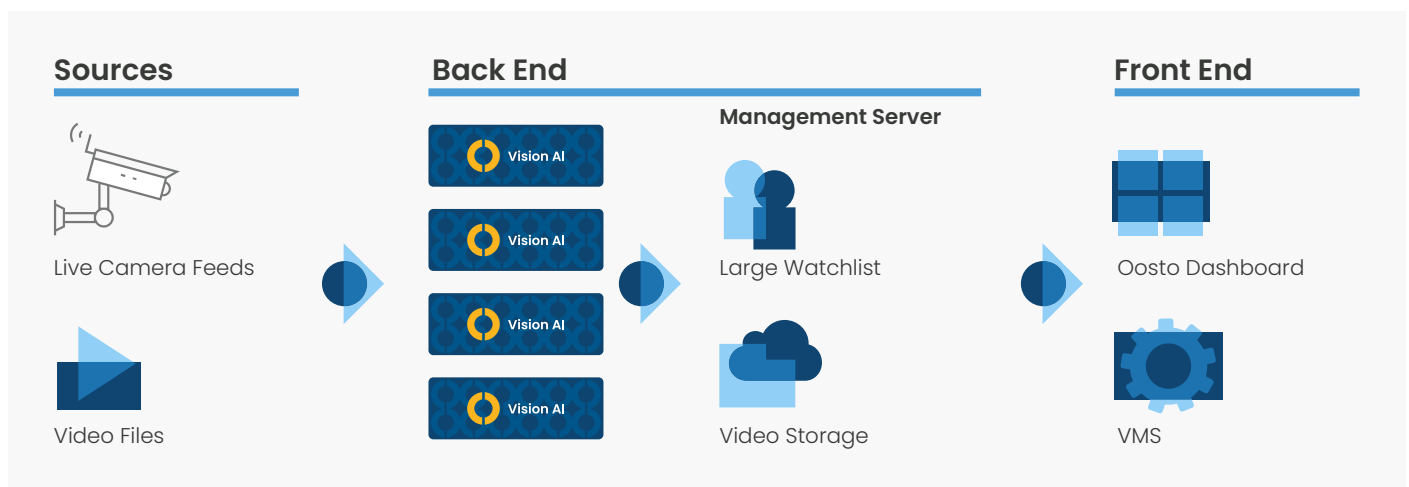 Sources
Back End
Front End
Management Server
Vision AI
Vision AI
Vision AI
Vision AI
Live Camera Feeds
Large Watchlist
Oosto Dashboard
Video Files
Video Storage
VMS